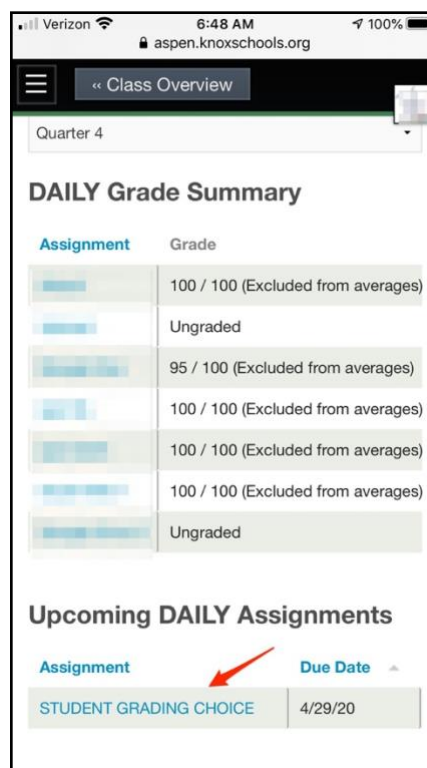 Verizon 6:48 AM 100%
aspen.knoxschools.org
‹‹ Class Overview
Quarter 4
DAILY Grade Summary
Assignment Grade
100 / 100 (Excluded from averages)
Ungraded
95 / 100 (Excluded from averages)
100 / 100 (Excluded from averages)
100 / 100 (Excluded from averages)
100 / 100 (Excluded from averages)
Ungraded
Upcoming DAILY Assignments
Assignment Due Date
STUDENT GRADING CHOICE 4/29/20